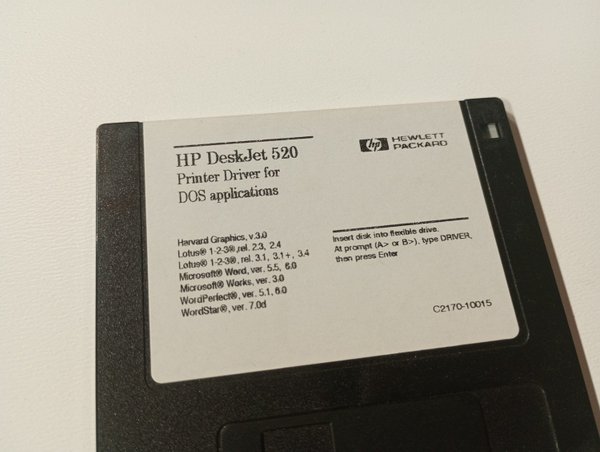 HP DeskJet 520
Printer Driver for
DOS applications
hp HEWLETT
PACKARD
Harvard Graphics, v.3.0
Lotus® 1-2-3®, rel. 2.3, 2.4
Lotus® 1-2-3®, rel. 3.1, 3.1+, 3.4
Microsoft® Word, ver. 5.5, 6.0
Microsoft® Works, ver. 3.0
WordPerfect®, ver. 5.1, 6.0
WordStar®, ver. 7.0d
Insert disk into flexible drive.
At prompt (A> or B>), type DRIVER,
then press Enter
C2170-10015